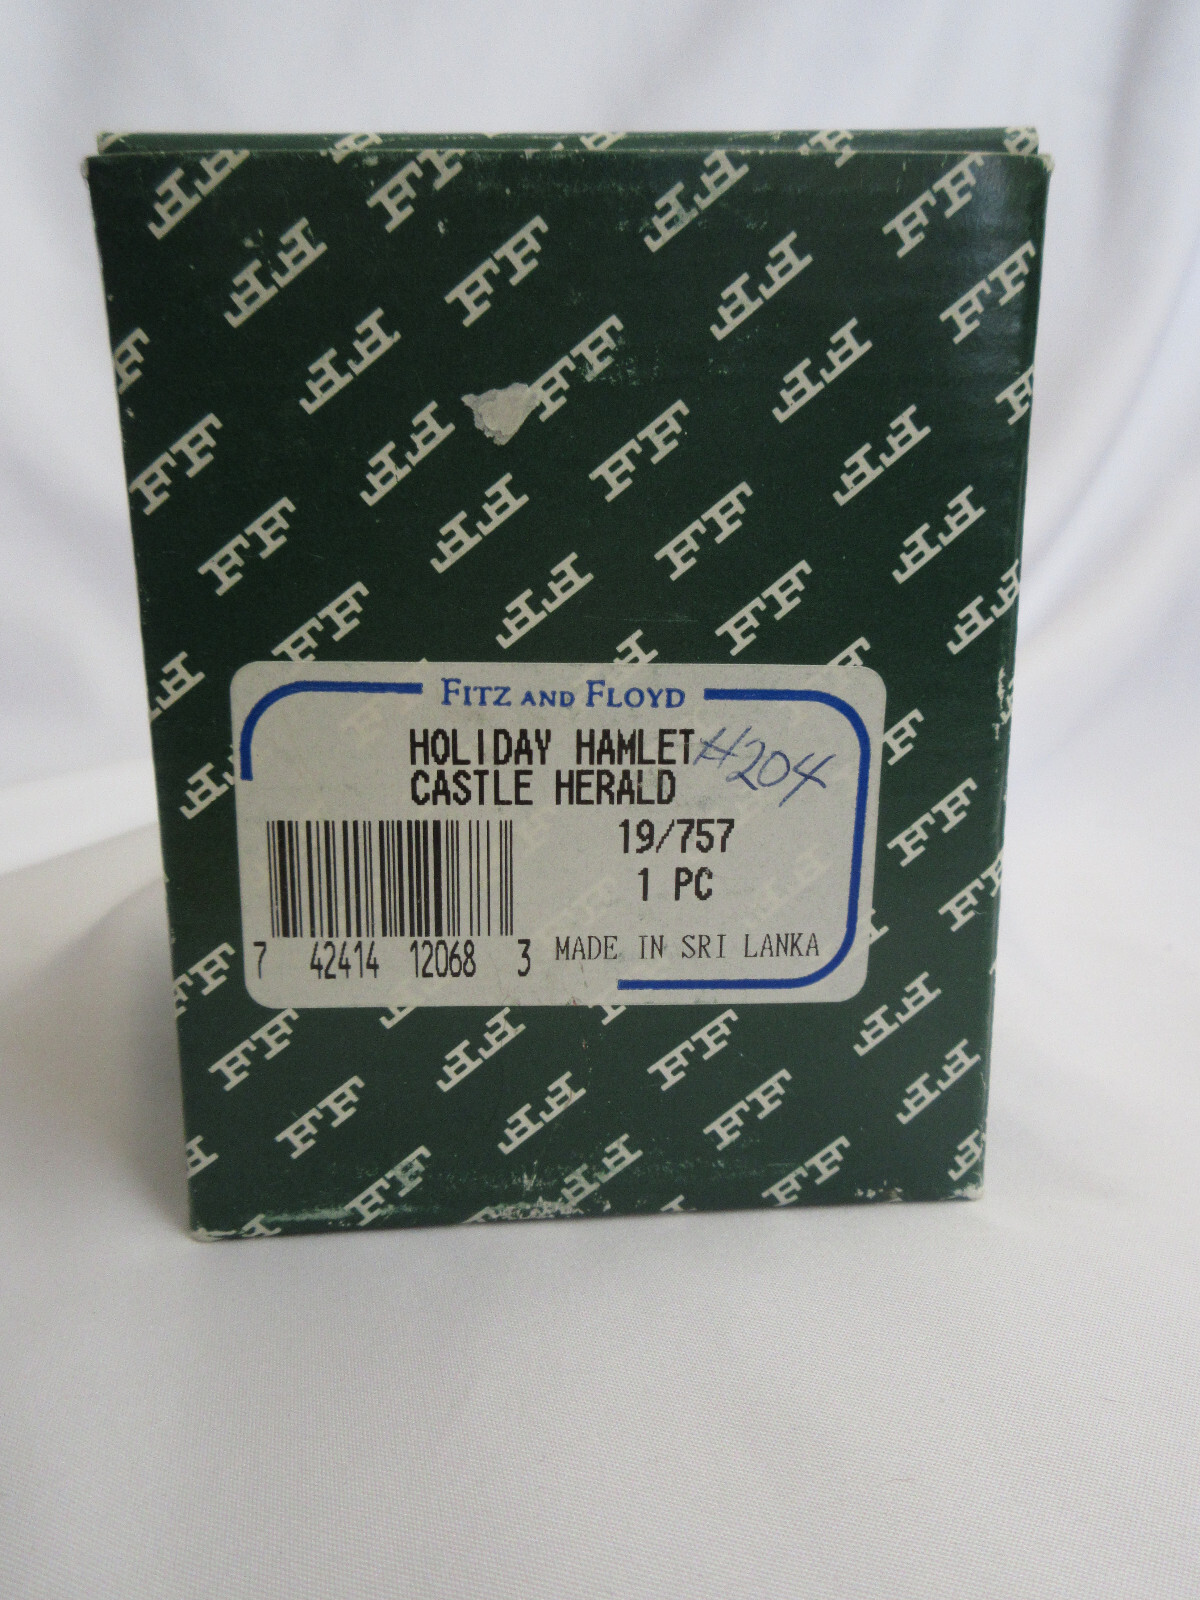 FITZ AND FLOYD
HOLIDAY HAMLET #204
CASTLE HERALD
19/757
1 PC
7 42414 12068 3
MADE IN SRI LANKA